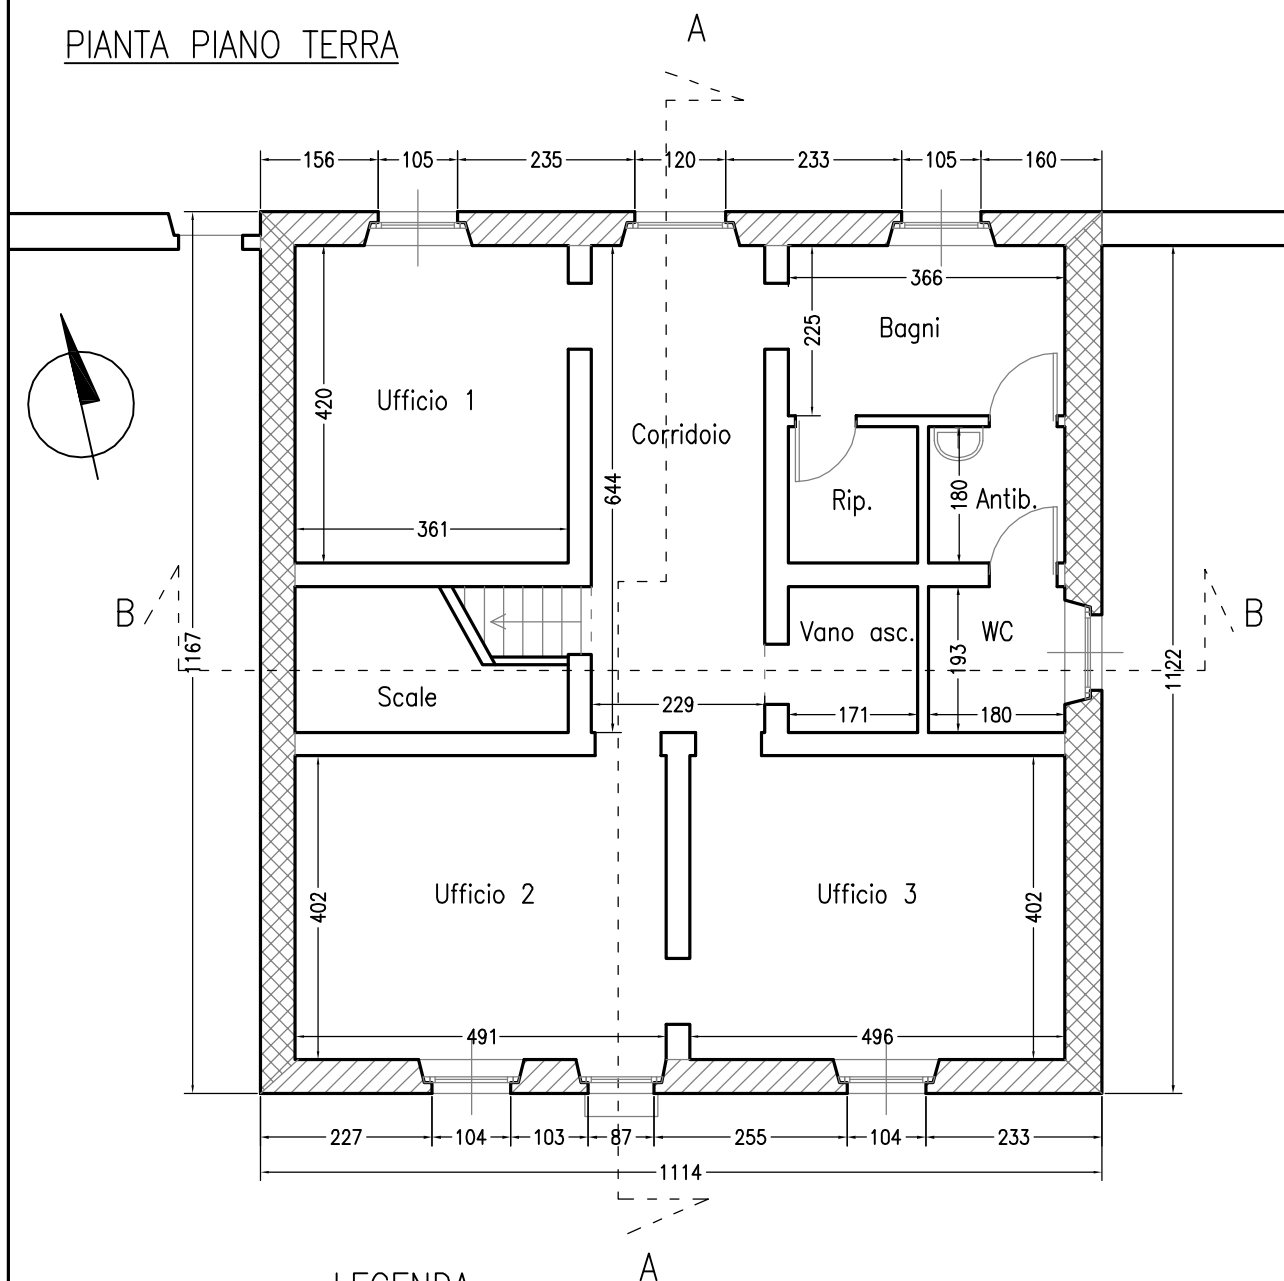 PIANTA PIANO TERRA
A
156 105 235 120 233 105 160
366
225
Bagni
420
Ufficio 1
Corridoio
644
180
Rip.
Antib.
361
B
B
1167
Vano asc.
WC
193
1122
Scale
229
171
180
402
Ufficio 2
Ufficio 3
402
491
496
227 104 103 87 255 104 233
1114
A
LEGENDA